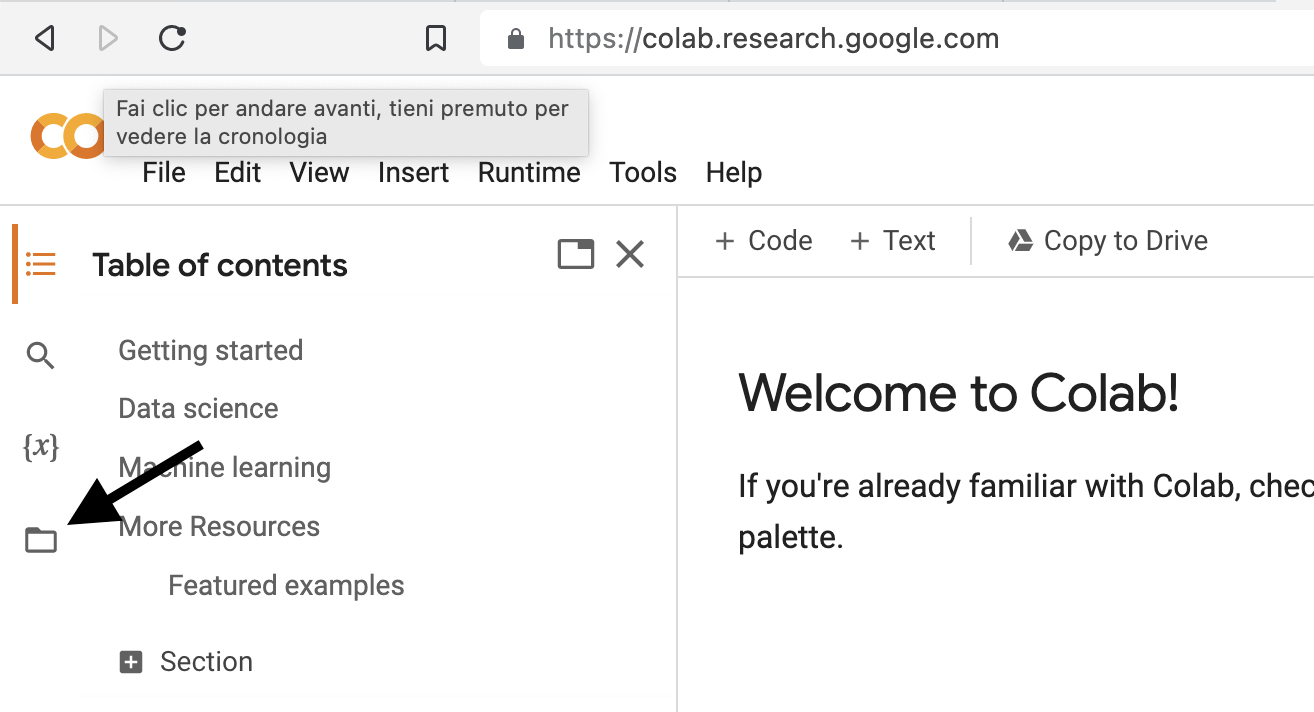 https://colab.research.google.com
Fai clic per andare avanti, tieni premuto per
vedere la cronologia
File Edit View Insert Runtime Tools Help
Table of contents
+ Code + Text Copy to Drive
Getting started
Data science
{x}
Machine learning
More Resources
Featured examples
Section
Welcome to Colab!
If you're already familiar with Colab, chec
palette.